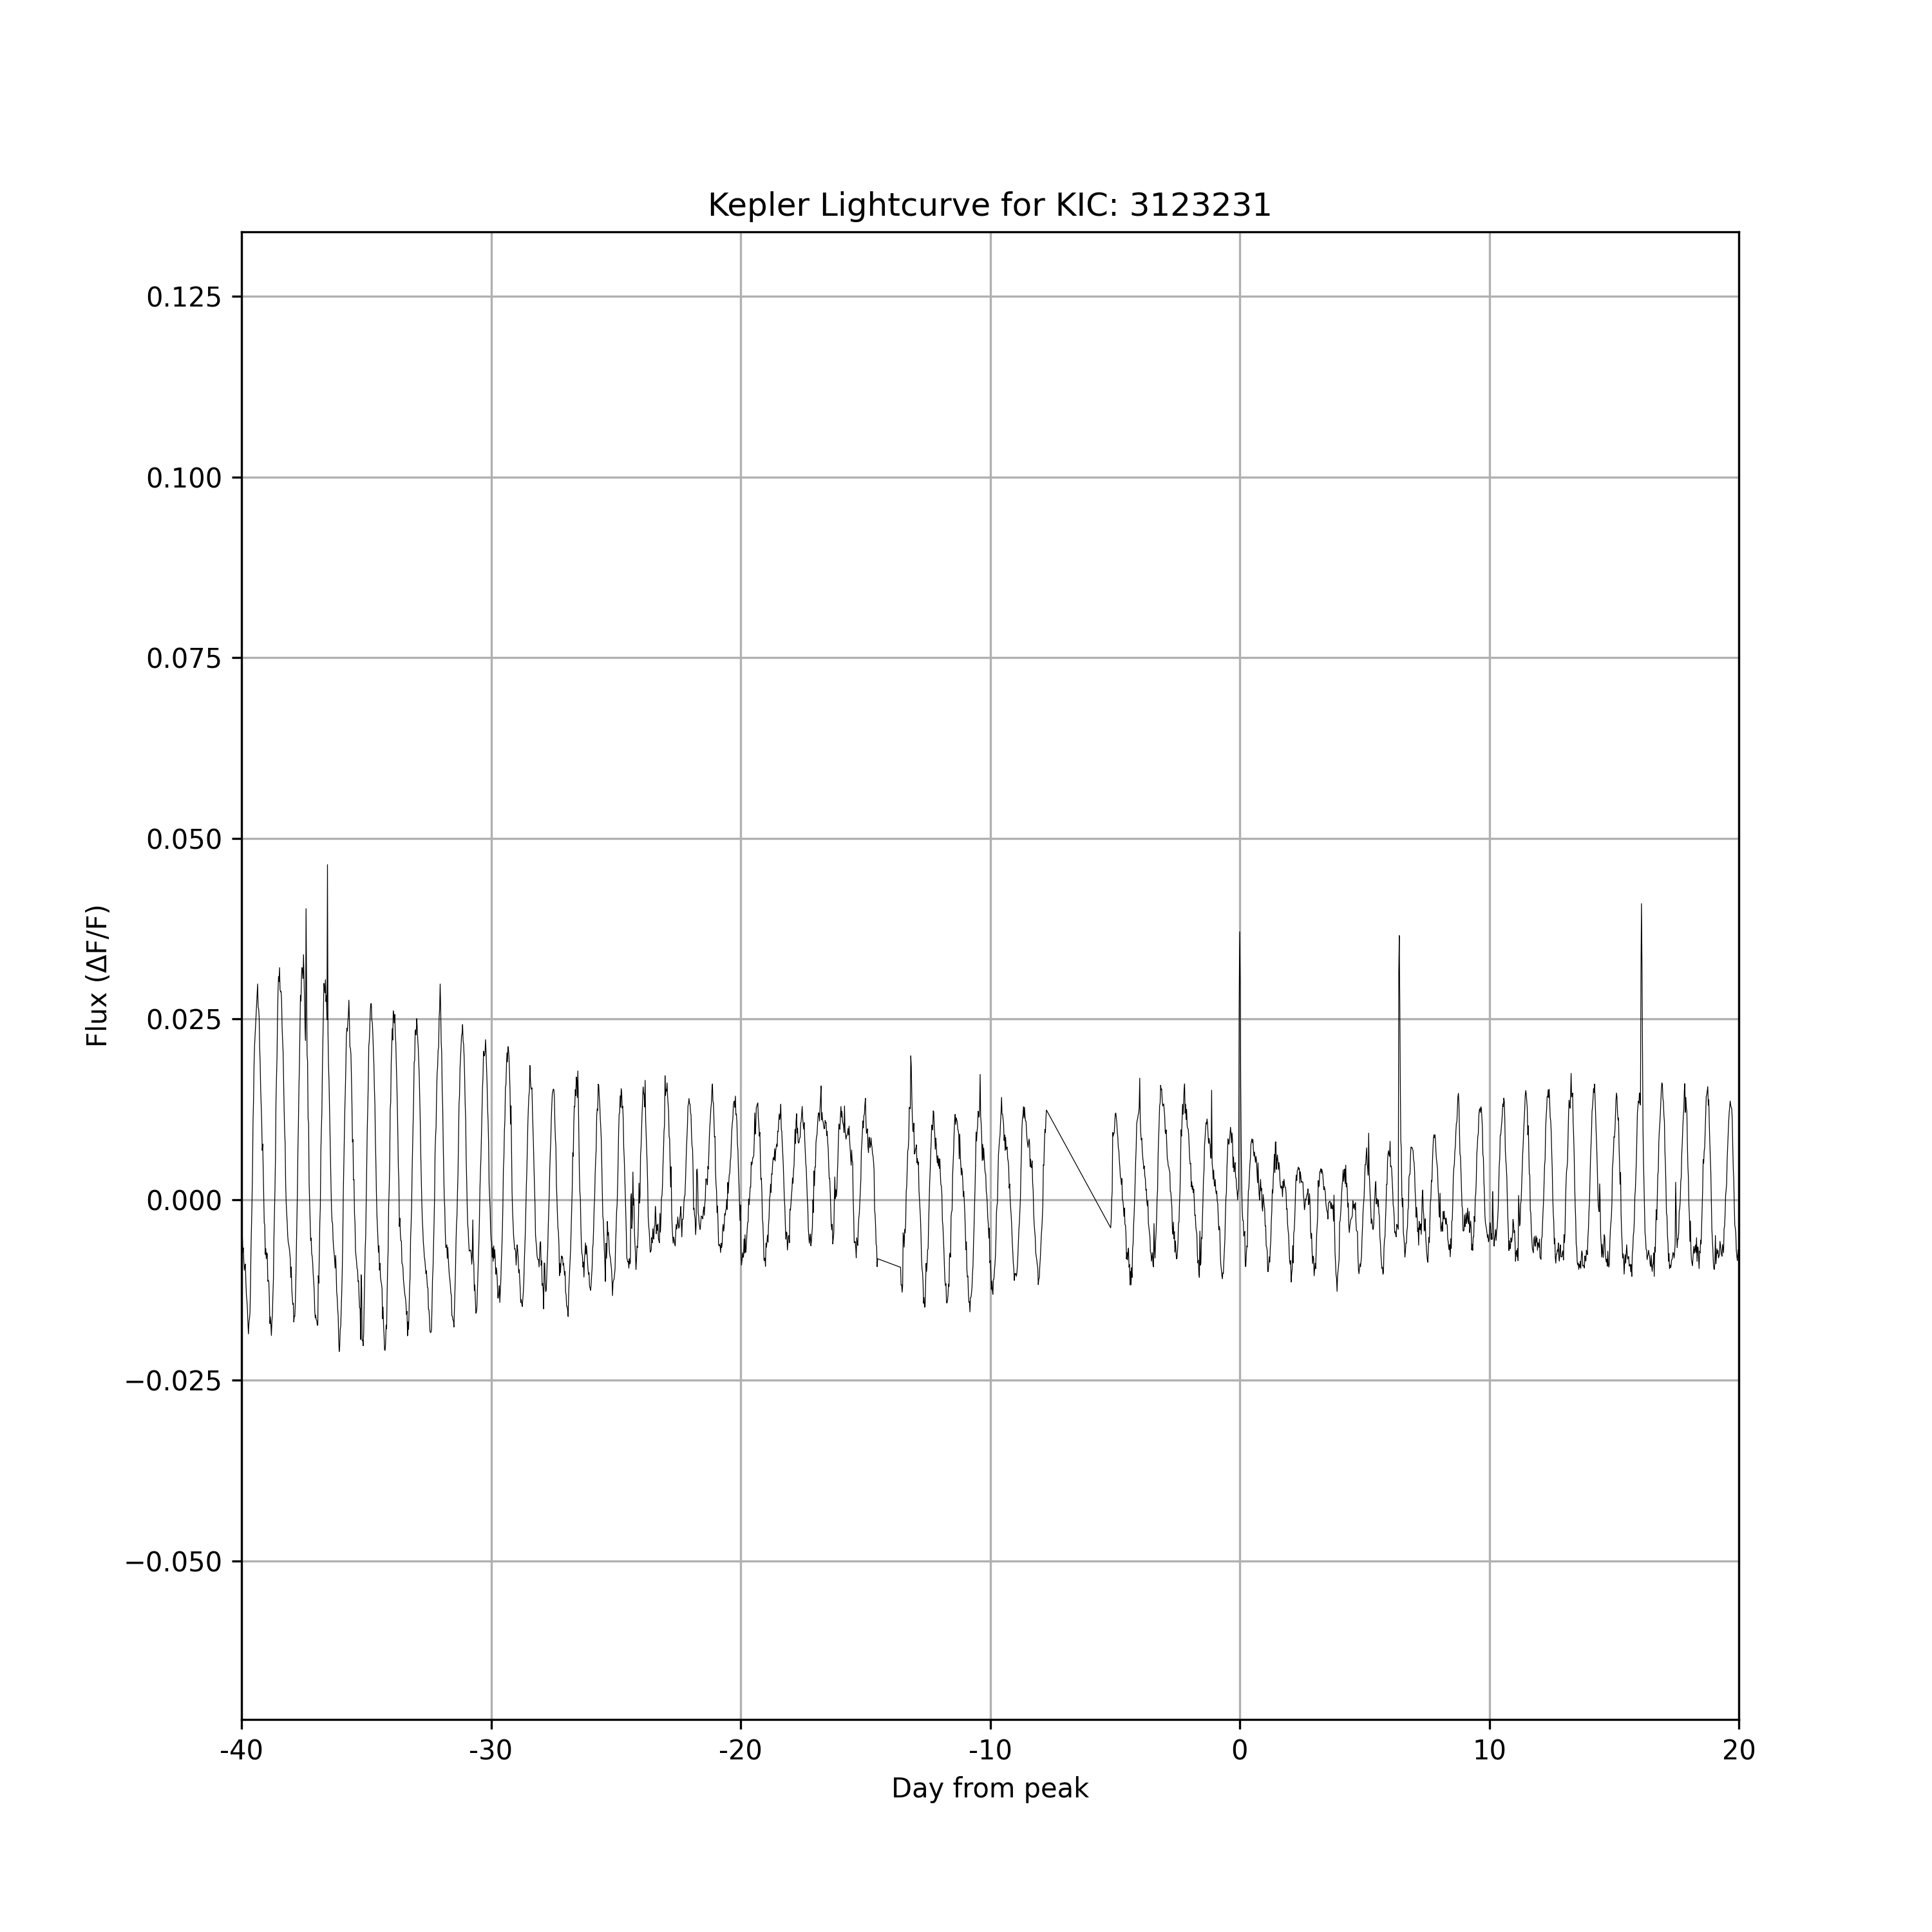 Kepler Lightcurve for KIC: 3123231
0.125
0.100
0.075
0.050
0.025
0.000
−0.025
−0.050
Flux (ΔF/F)
-40 -30 -20 -10 0 10 20
Day from peak